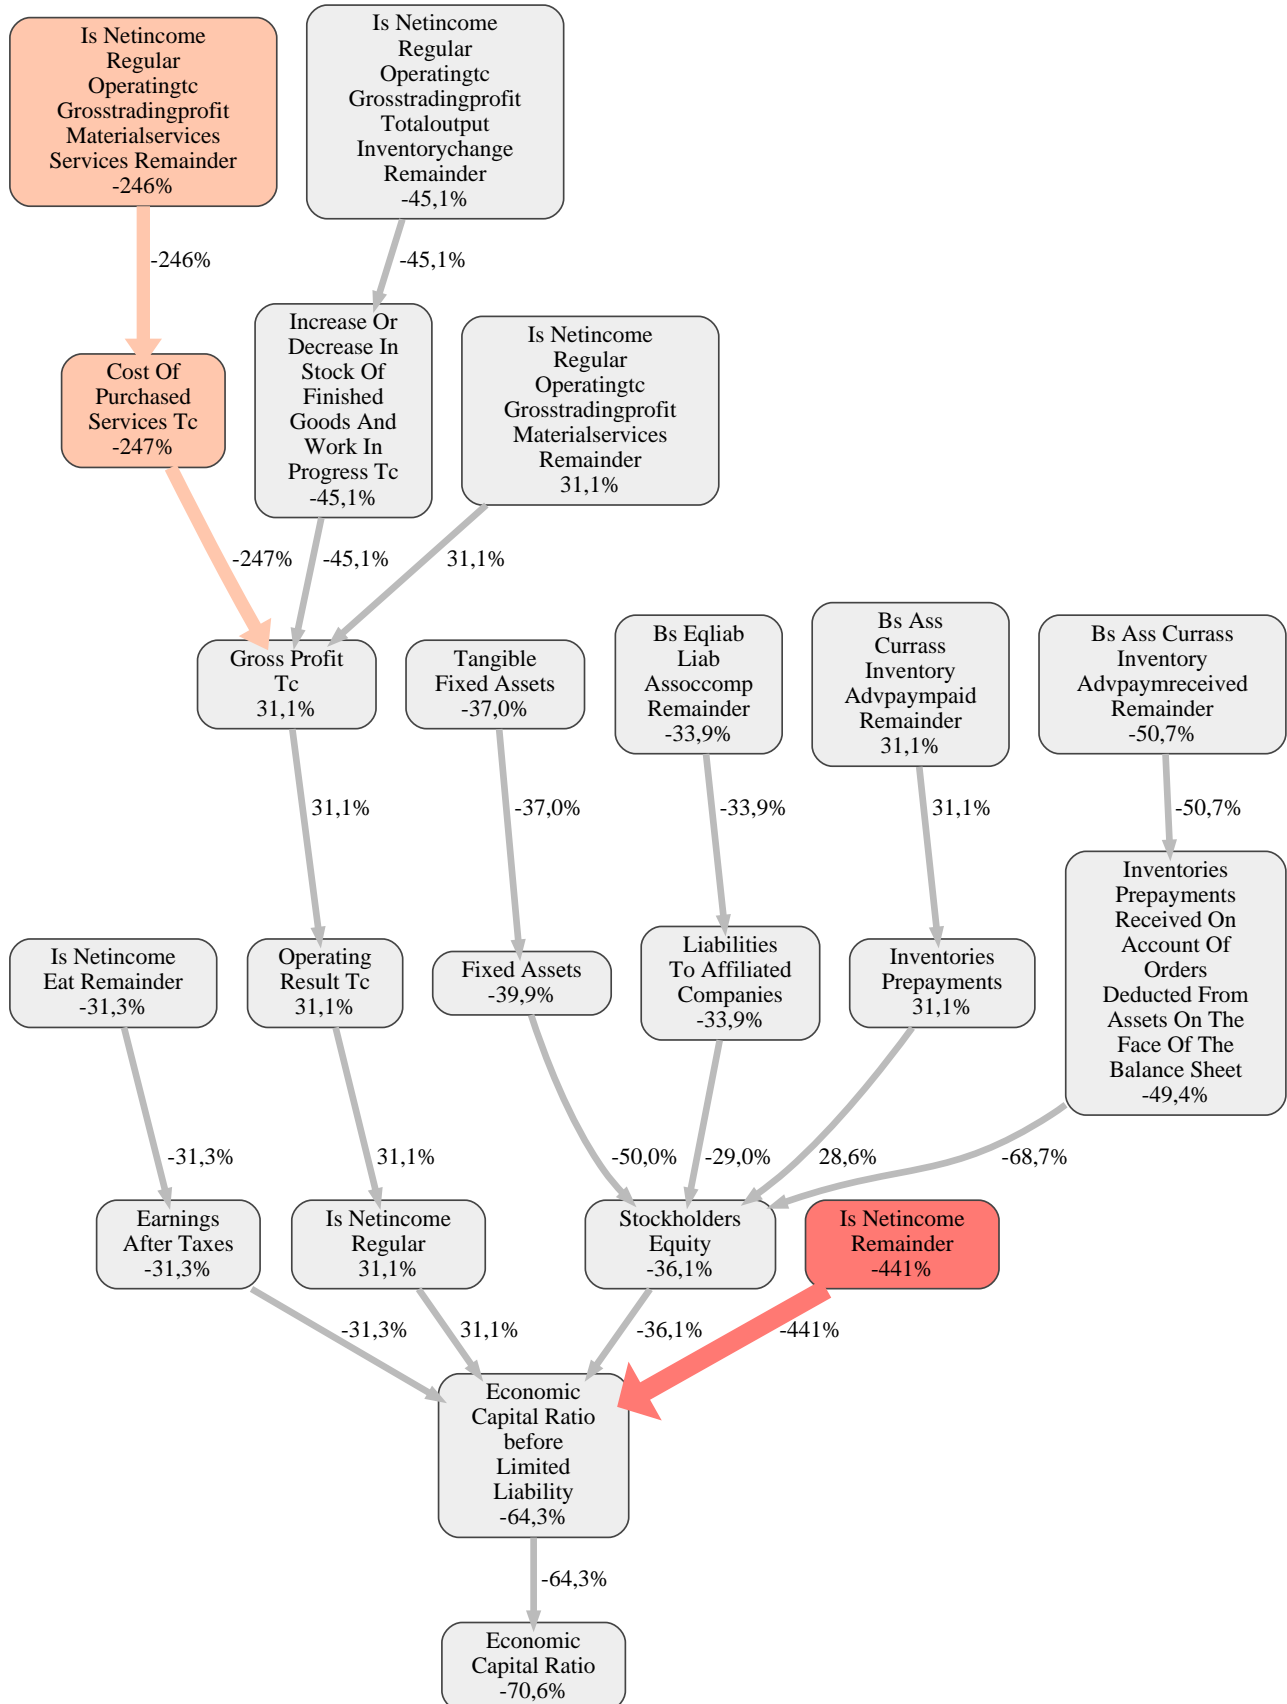 Is Netincome
Regular
Operatingtc
Grosstradingprofit
Materialservices
Services Remainder
-246%
Is Netincome
Regular
Operatingtc
Grosstradingprofit
Totaloutput
Inventorychange
Remainder
-45,1%
-246%
-45,1%
Cost Of
Purchased
Services Tc
-247%
Increase Or
Decrease In
Stock Of
Finished
Goods And
Work In
Progress Tc
-45,1%
Is Netincome
Regular
Operatingtc
Grosstradingprofit
Materialservices
Remainder
31,1%
-247%
-45,1%
31,1%
Gross Profit
Tc
31,1%
Tangible
Fixed Assets
-37,0%
Bs Eqliab
Liab
Assoccomp
Remainder
-33,9%
Bs Ass
Currass
Inventory
Advpaympaid
Remainder
31,1%
Bs Ass Currass
Inventory
Advpaymreceived
Remainder
-50,7%
31,1%
-37,0%
-33,9%
31,1%
-50,7%
Is Netincome
Eat Remainder
-31,3%
Operating
Result Tc
31,1%
Fixed Assets
-39,9%
Liabilities
To Affiliated
Companies
-33,9%
Inventories
Prepayments
31,1%
Inventories
Prepayments
Received On
Account Of
Orders
Deducted From
Assets On The
Face Of The
Balance Sheet
-49,4%
-31,3%
31,1%
-50,0%
-29,0%
28,6%
-68,7%
Earnings
After Taxes
-31,3%
Is Netincome
Regular
31,1%
Stockholders
Equity
-36,1%
Is Netincome
Remainder
-441%
-31,3%
31,1%
-36,1%
-441%
Economic
Capital Ratio
before
Limited
Liability
-64,3%
-64,3%
Economic
Capital Ratio
-70,6%